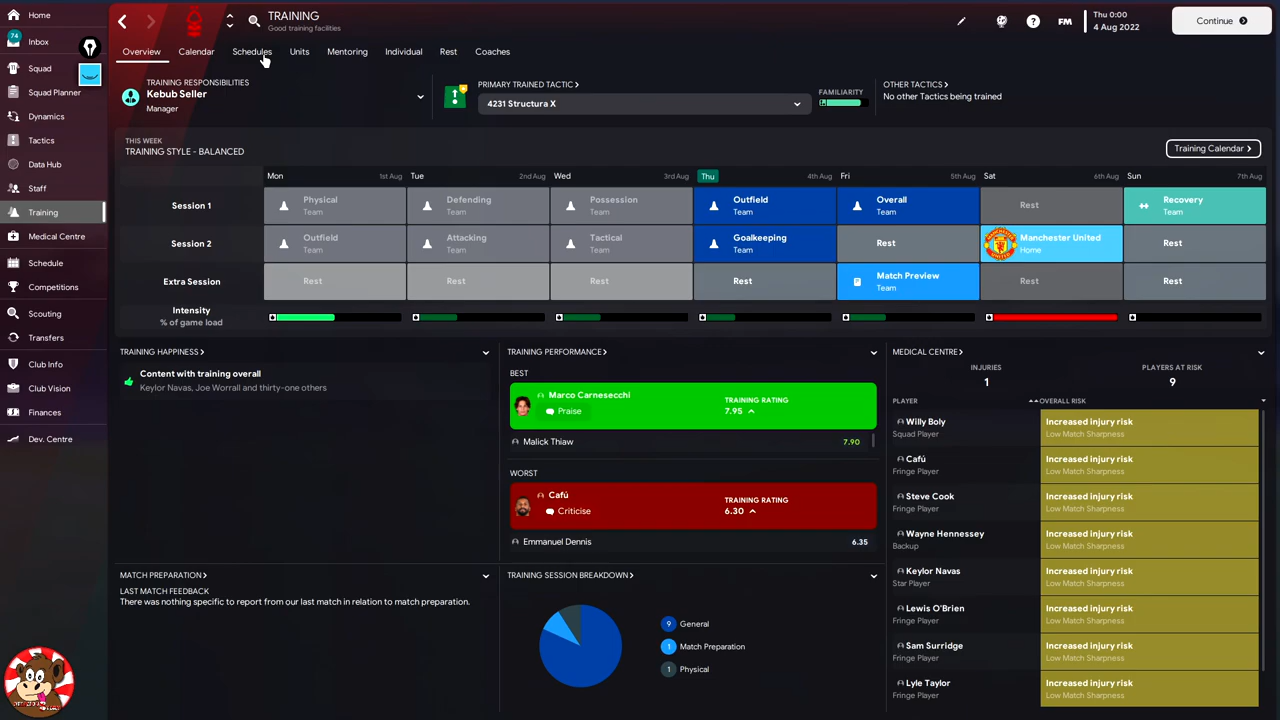 Home
TRAINING
Good training facilities
FM
Thu 0:00
4 Aug 2022
Continue
74
Inbox
Squad
Squad Planner
Dynamics
Tactics
Data Hub
Staff
Training
Medical Centre
Schedule
Competitions
Scouting
Transfers
Club Info
Club Vision
Finances
Dev. Centre
Overview Calendar Schedules Units Mentoring Individual Rest Coaches
TRAINING RESPONSIBILITIES
Kebub Seller
Manager
PRIMARY TRAINED TACTIC >
4231 Structura X
FAMILIARITY
OTHER TACTICS >
No other Tactics being trained
THIS WEEK
TRAINING STYLE - BALANCED
Training Calendar >
Mon 1st Aug Tue 2nd Aug Wed 3rd Aug Thu 4th Aug Fri 5th Aug Sat 6th Aug Sun 7th Aug
Session 1
Physical
Team
Defending
Team
Possession
Team
Outfield
Team
Overall
Team
Rest
Recovery
Team
Session 2
Outfield
Team
Attacking
Team
Tactical
Team
Goalkeeping
Team
Rest
Manchester United
Home
Rest
Extra Session
Rest
Rest
Rest
Rest
Match Preview
Team
Rest
Rest
Intensity
% of game load
TRAINING HAPPINESS >
Content with training overall
Keylor Navas, Joe Worrall and thirty-one others
TRAINING PERFORMANCE >
BEST
Marco Carnesecchi
Praise
TRAINING RATING
7.95
Malick Thiaw 7.90
WORST
Cafú
Criticise
TRAINING RATING
6.30
Emmanuel Dennis 6.35
MEDICAL CENTRE >
INJURIES
1
PLAYERS AT RISK
9
PLAYER OVERALL RISK
Willy Boly Increased injury risk
Squad Player Low Match Sharpness
Cafú Increased injury risk
Fringe Player Low Match Sharpness
Steve Cook Increased injury risk
Fringe Player Low Match Sharpness
Wayne Hennessey Increased injury risk
Backup Low Match Sharpness
Keylor Navas Increased injury risk
Star Player Low Match Sharpness
Lewis O'Brien Increased injury risk
Fringe Player Low Match Sharpness
Sam Surridge Increased injury risk
Fringe Player Low Match Sharpness
Lyle Taylor Increased injury risk
Fringe Player Low Match Sharpness
MATCH PREPARATION >
LAST MATCH FEEDBACK
There was nothing specific to report from our last match in relation to match preparation.
TRAINING SESSION BREAKDOWN >
9 General
1 Match Preparation
1 Physical